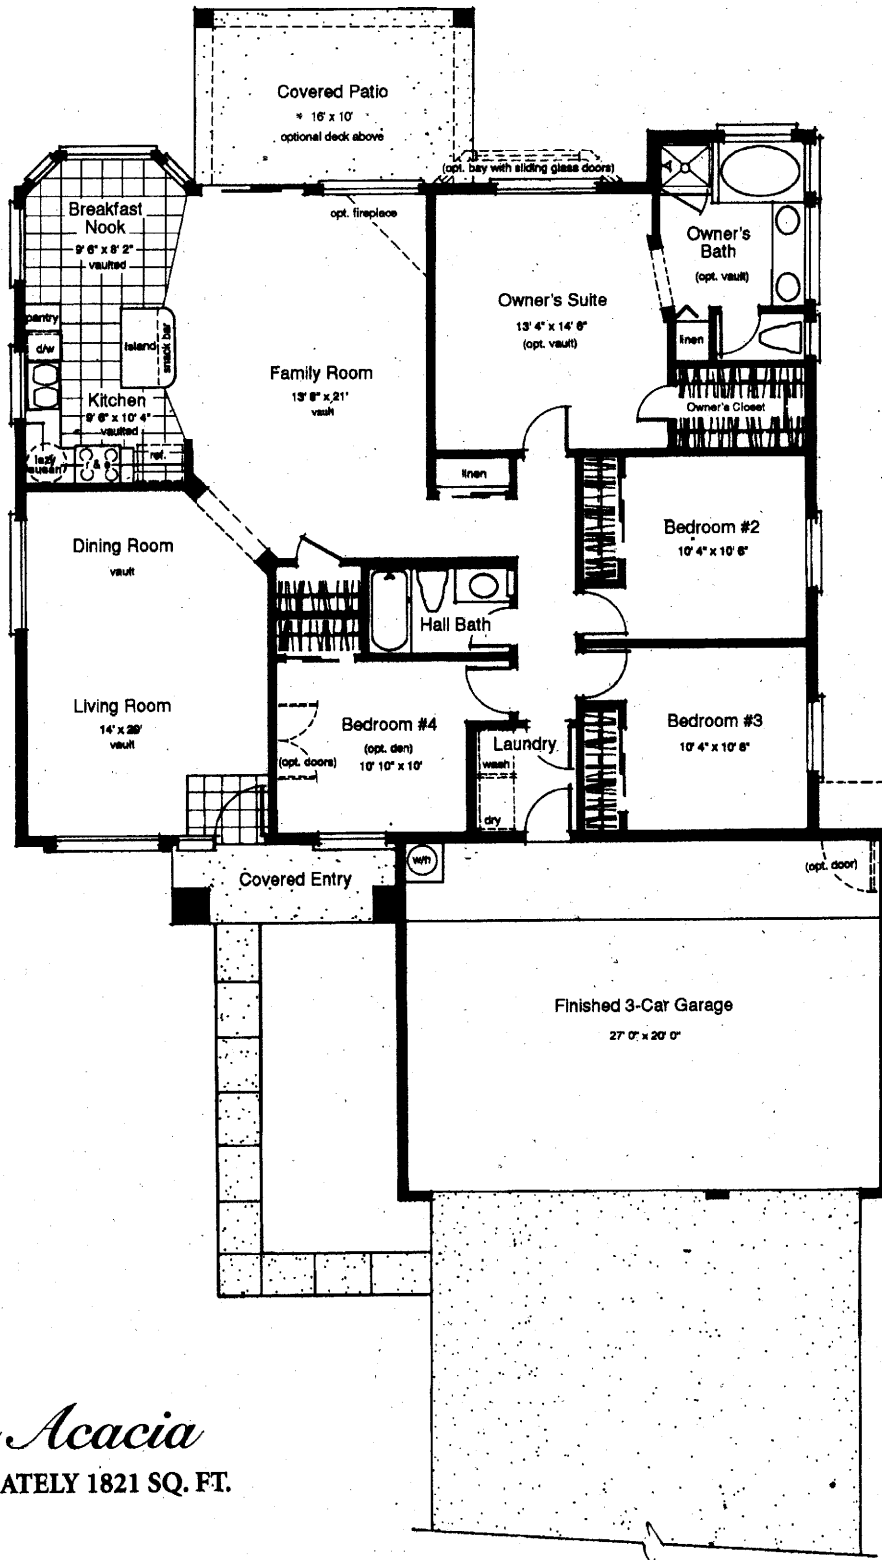 Covered Patio
16' x 10'
optional deck above
(opt. bay with sliding glass doors)
Breakfast
Nook
9' 6" x 8' 2"
vaulted
opt. fireplace
Owner's
Bath
(opt. vault)
Owner's Suite
13' 4" x 14' 6"
(opt. vault)
pantry
d/w
Island
snack bar
linen
Family Room
13' 8" x 21'
vault
Kitchen
9' 6" x 10' 4"
vaulted
Owner's Closet
lazy
susan
r & o
ref.
linen
Dining Room
vault
Bedroom #2
10' 4" x 10' 6"
Hall Bath
Living Room
14' x 29'
vault
Bedroom #4
(opt. den)
10' 10" x 10'
(opt. doors)
Laundry
wash
dry
Bedroom #3
10' 4" x 10' 6"
Covered Entry
w/h
(opt. door)
Finished 3-Car Garage
27' 0" x 20' 0"
Acacia
ATELY 1821 SQ. FT.